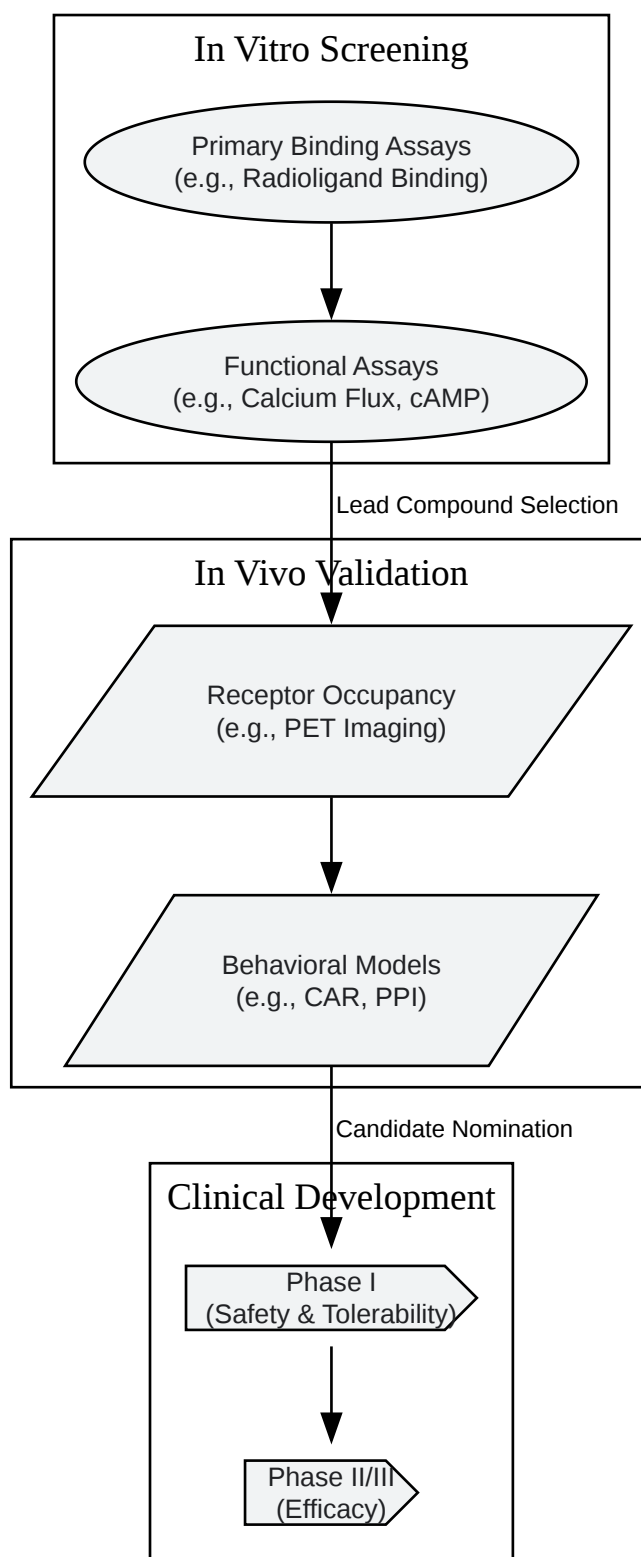 In Vitro Screening
Primary Binding Assays
(e.g., Radioligand Binding)
Functional Assays
(e.g., Calcium Flux, cAMP)
Lead Compound Selection
In Vivo Validation
Receptor Occupancy
(e.g., PET Imaging)
Behavioral Models
(e.g., CAR, PPI)
Candidate Nomination
Clinical Development
Phase I
(Safety & Tolerability)
Phase II/III
(Efficacy)